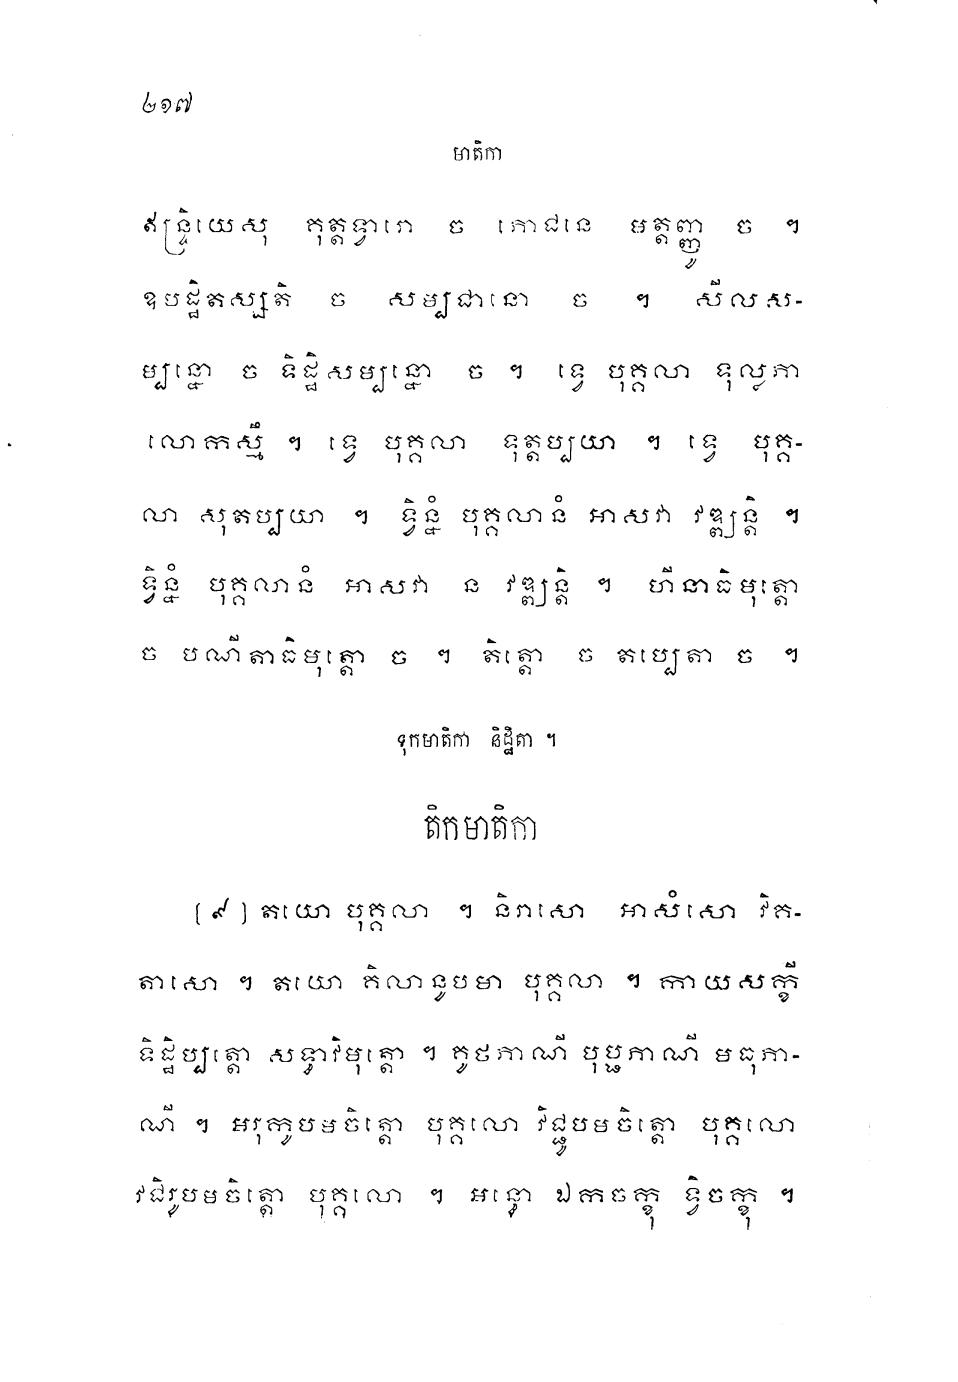 ២១៧
មាតិកា
ឥន្ទ្រិយេសុ គុត្តទ្វារោ ច ភោជនេ មត្តញ្ញូ ច ។
ឧបដ្ឋិតស្សតិ ច សម្បជានោ ច ។ សីលស-
ម្បន្នោ ច ទិដ្ឋិសម្បន្នោ ច ។ ទ្វេ បុគ្គលា ទុល្លភា
លោកស្មឹ ។ ទ្វេ បុគ្គលា ទុត្តប្បយា ។ ទ្វេ បុគ្គ-
លា សុតប្បយា ។ ទ្វិន្នំ បុគ្គលានំ អាសវា វឌ្ឍន្តិ ។
ទ្វិន្នំ បុគ្គលានំ អាសវា ន វឌ្ឍន្តិ ។ ហីនាធិមុត្តោ
ច បណីតាធិមុត្តោ ច ។ តិត្តោ ច តប្បេតា ច ។
ទុកមាតិកា និដ្ឋិតា ។
តិកមាតិកា
[ ៩ ] តយោ បុគ្គលា ។ និរាសោ អាសំសោ វិគ-
តាសោ ។ តយោ គិលានូបមា បុគ្គលា ។ កាយសក្ខី
ទិដ្ឋិប្បត្តោ សទ្ធាវិមុត្តោ ។ គូថភាណី បុប្ផភាណី មធុភា-
ណី ។ អរុកូបមចិត្តោ បុគ្គលោ វិជ្ជូបមចិត្តោ បុគ្គលោ
វជិរូបមចិត្តោ បុគ្គលោ ។ អន្ធោ ឯកចក្ខុ ទ្វិចក្ខុ ។